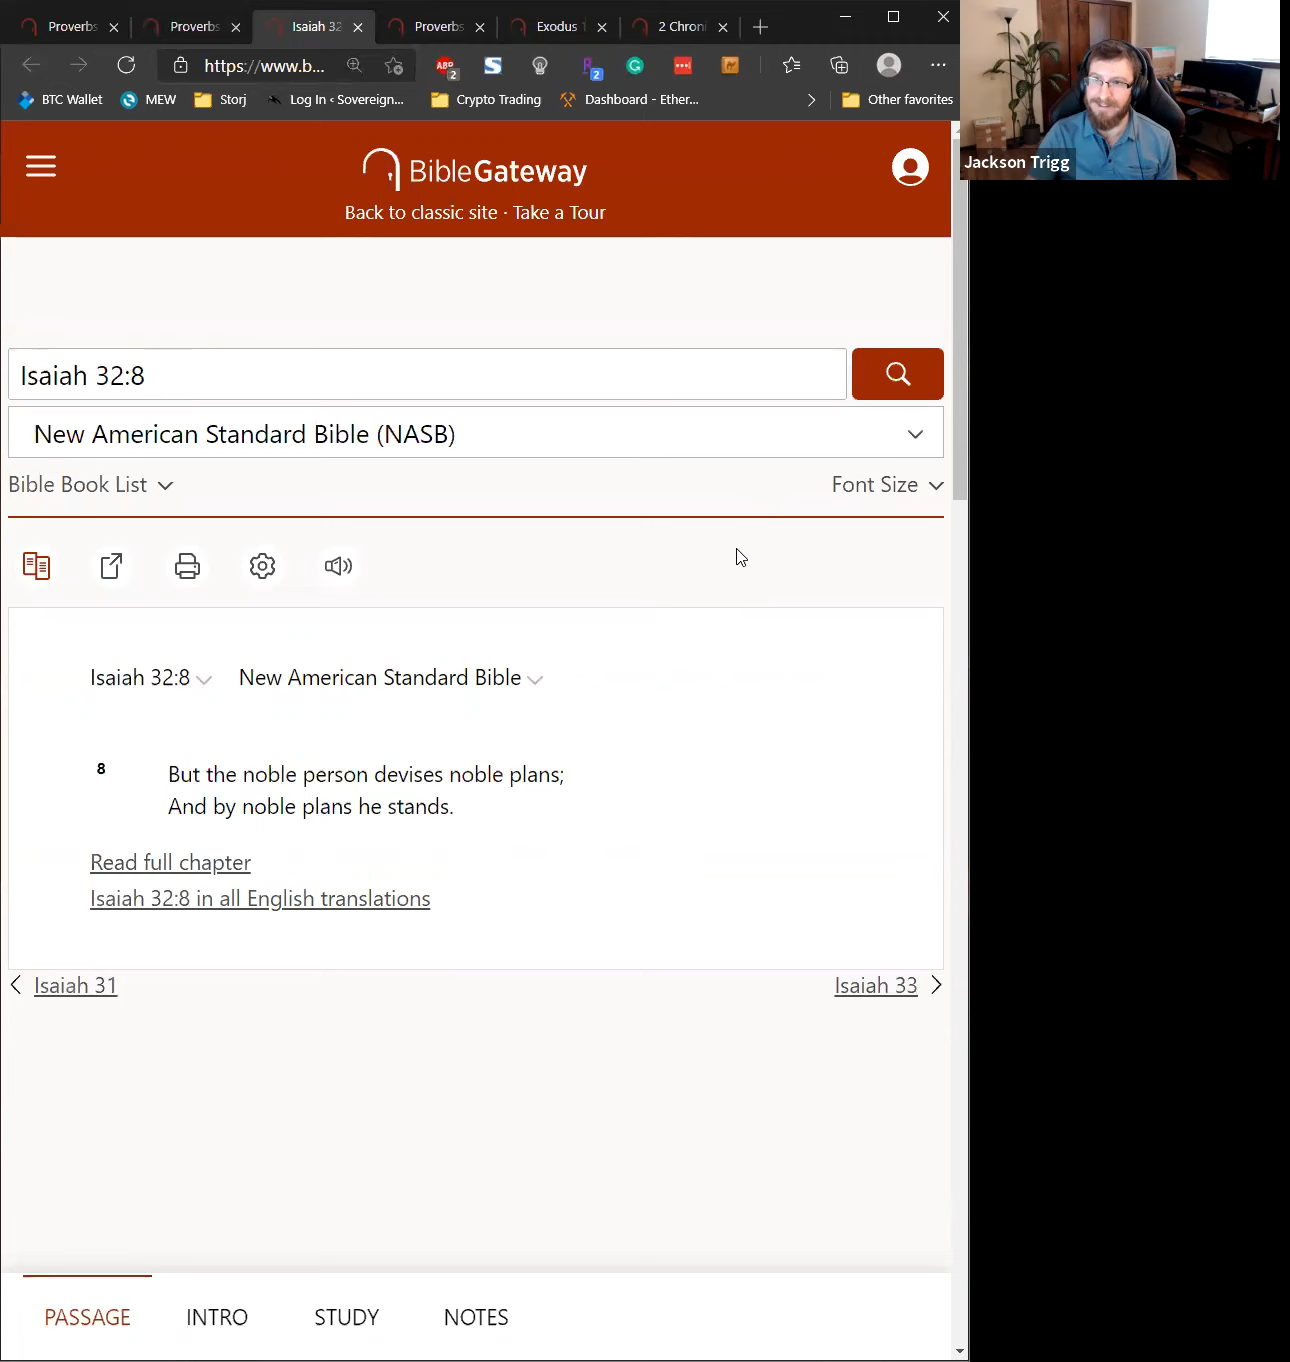 Proverbs
Proverbs
Isaiah 32
Proverbs
Exodus 1
2 Chroni
https://www.b...
ABP
2
2
BTC Wallet
MEW
Storj
Log In ‹ Sovereign...
Crypto Trading
Dashboard - Ether...
Other favorites
Jackson Trigg
BibleGateway
Back to classic site · Take a Tour
Isaiah 32:8
New American Standard Bible (NASB)
Bible Book List
Font Size
Isaiah 32:8
New American Standard Bible
8 But the noble person devises noble plans;
And by noble plans he stands.
Read full chapter
Isaiah 32:8 in all English translations
Isaiah 31
Isaiah 33
PASSAGE
INTRO
STUDY
NOTES